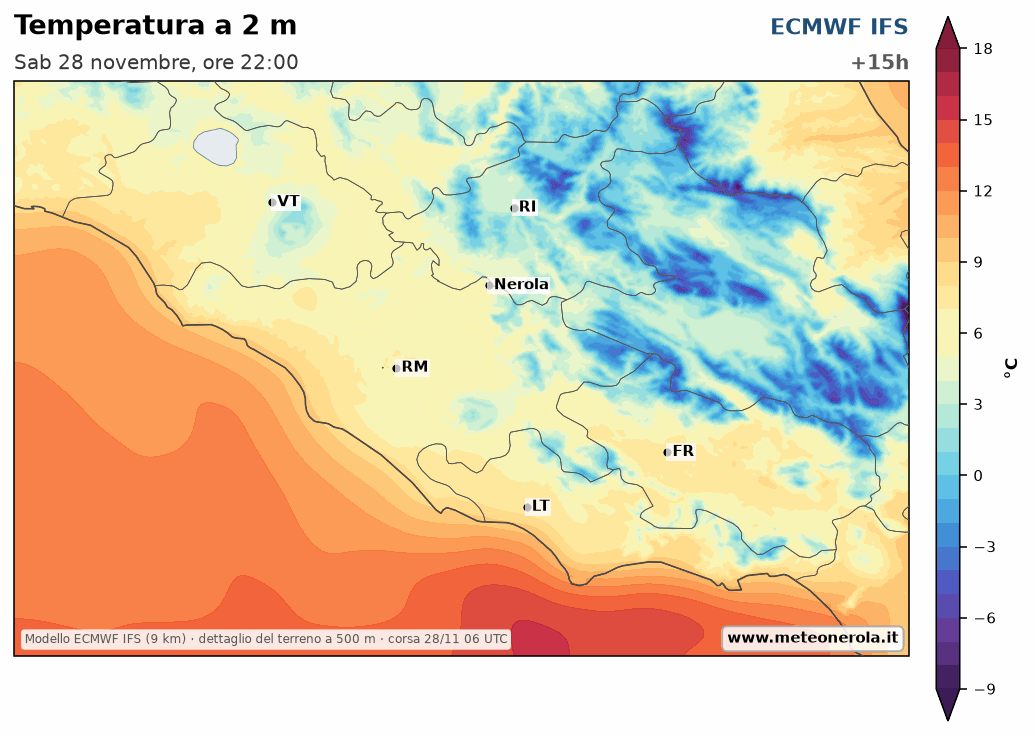 Temperatura a 2 m
ECMWF IFS
Sab 28 novembre, ore 22:00
+15h
VT
RI
Nerola
RM
FR
LT
Modello ECMWF IFS (9 km) · dettaglio del terreno a 500 m · corsa 28/11 06 UTC
www.meteonerola.it
18
15
12
9
6
3
0
−3
−6
−9
°C